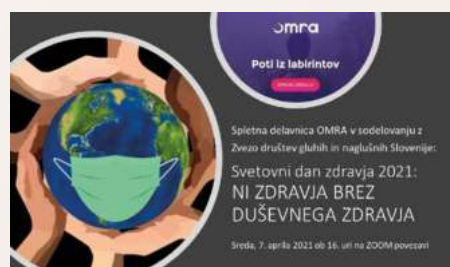 omra
Poti iz labirintov
Spletna delavnica OMRA v sodelovanju z
Zvezo društev gluhih in naglušnih Slovenije:
Svetovni dan zdravja 2021:
NI ZDRAVJA BREZ
DUŠEVNEGA ZDRAVJA
Sreda, 7. aprila 2021 ob 16. uri na ZOOM povezavi